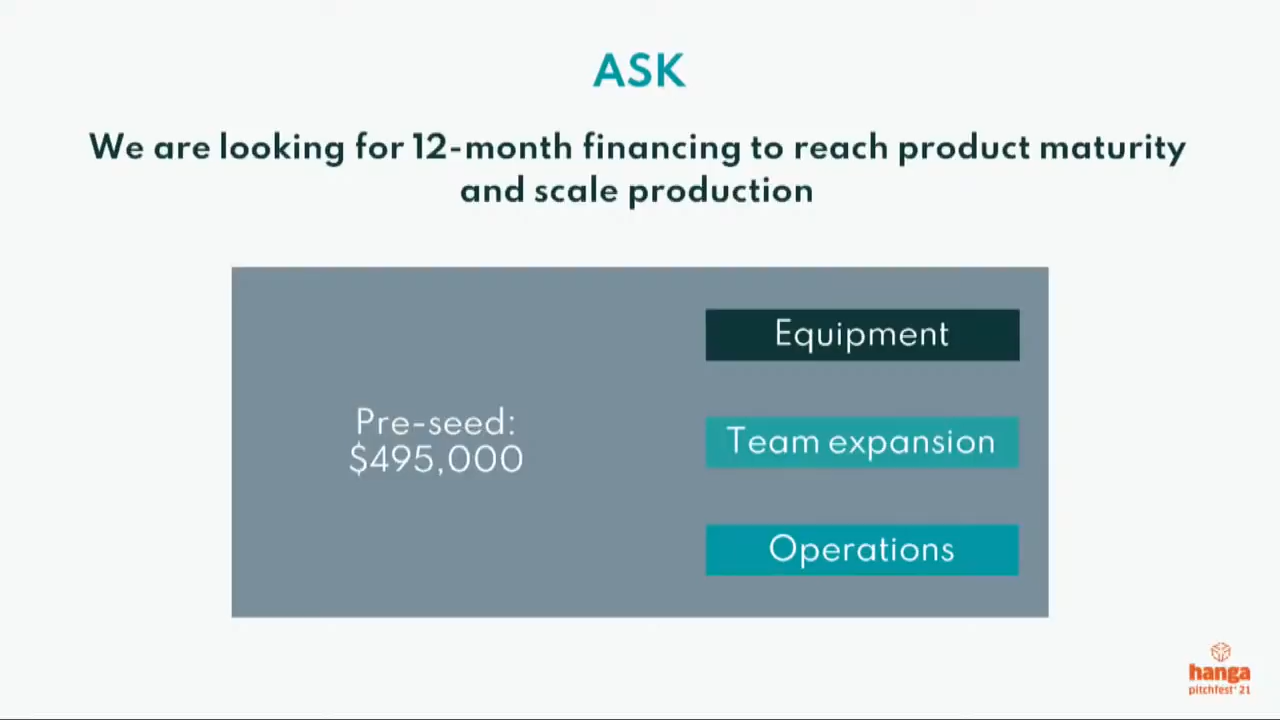 ASK
We are looking for 12-month financing to reach product maturity
and scale production
Pre-seed:
$495,000
Equipment
Team expansion
Operations
hanga
pitchfest' 21